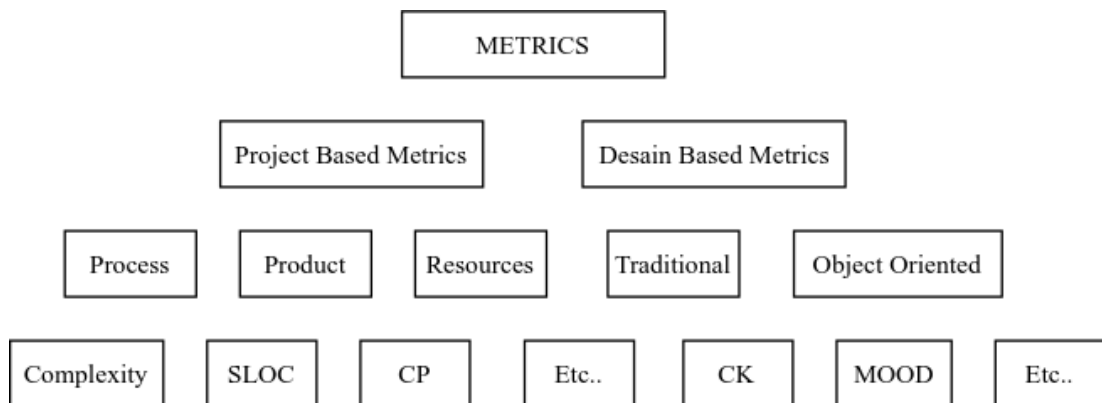 METRICS
Project Based Metrics
Desain Based Metrics
Process
Product
Resources
Traditional
Object Oriented
Complexity
SLOC
CP
Etc..
CK
MOOD
Etc..